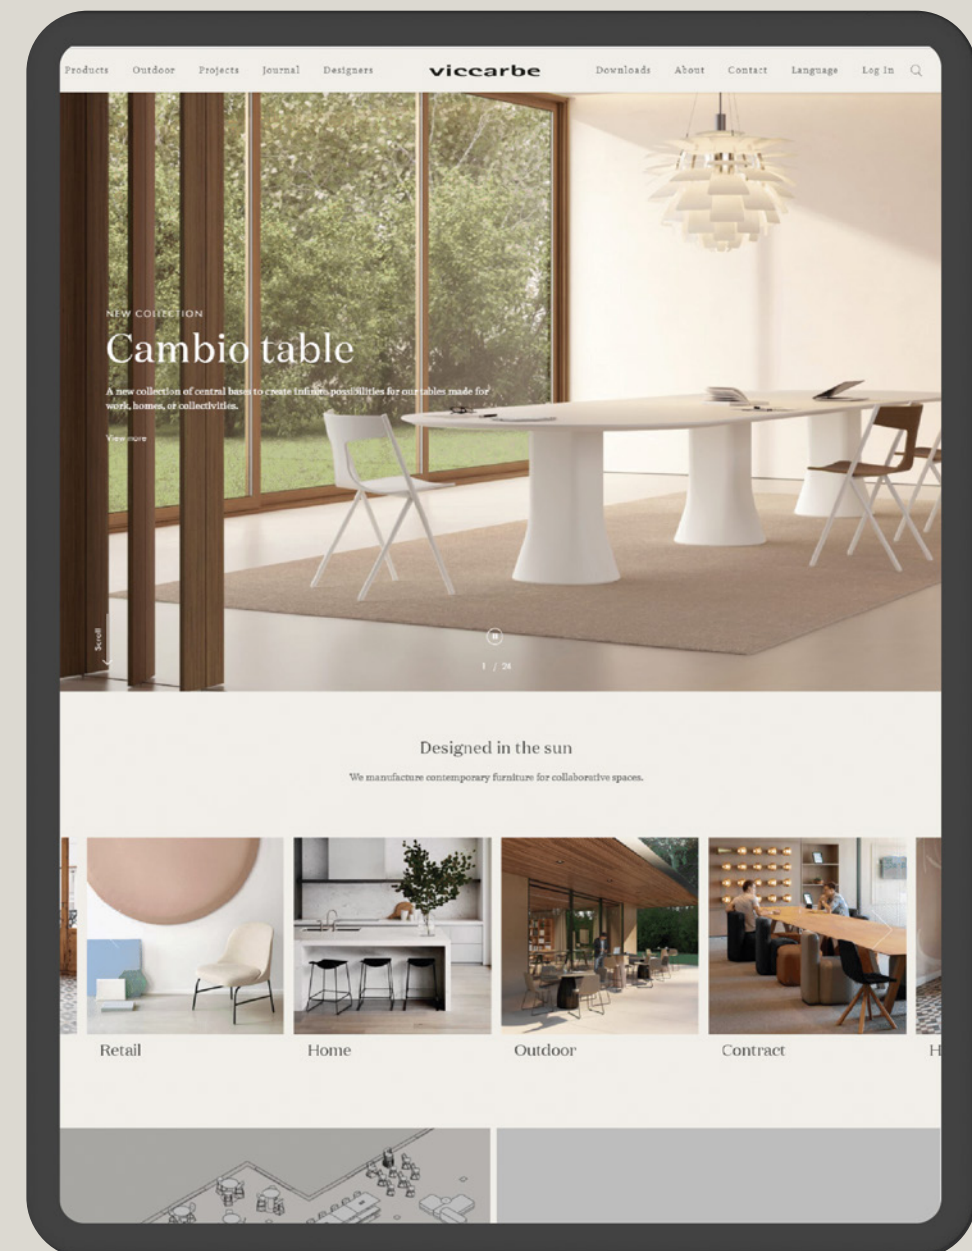 Products Outdoor Projects Journal Designers viccarbe Downloads About Contact Language Log In
NEW COLLECTION
Cambio table
A new collection of central bases to create infinite possibilities for our tables made for
work, homes, or collectivities.
View more
Scroll
1 / 24
Designed in the sun
We manufacture contemporary furniture for collaborative spaces.
Retail Home Outdoor Contract H